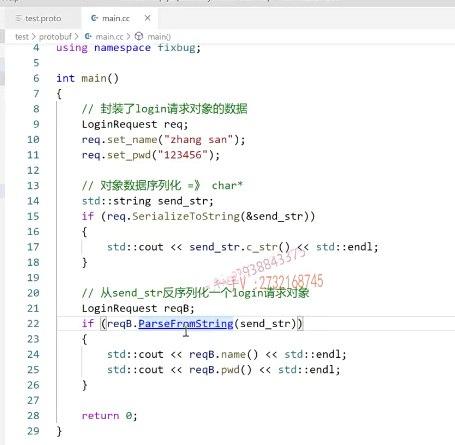 test.proto
main.cc
test > protobuf > main.cc > main()
4 using namespace fixbug;
5
6 int main()
7 {
8 // 封装了login请求对象的数据
9 LoginRequest req;
10 req.set_name("zhang san");
11 req.set_pwd("123456");
12
13 // 对象数据序列化 =》 char*
14 std::string send_str;
15 if (req.SerializeToString(&send_str))
16 {
17 std::cout << send_str.c_str() << std::endl;
18 }
19
20 // 从send_str反序列化一个login请求对象
21 LoginRequest reqB;
22 if (reqB.ParseFromString(send_str))
23 {
24 std::cout << reqB.name() << std::endl;
25 std::cout << reqB.pwd() << std::endl;
26 }
27
28 return 0;
29 }
2938843375
:2732168745